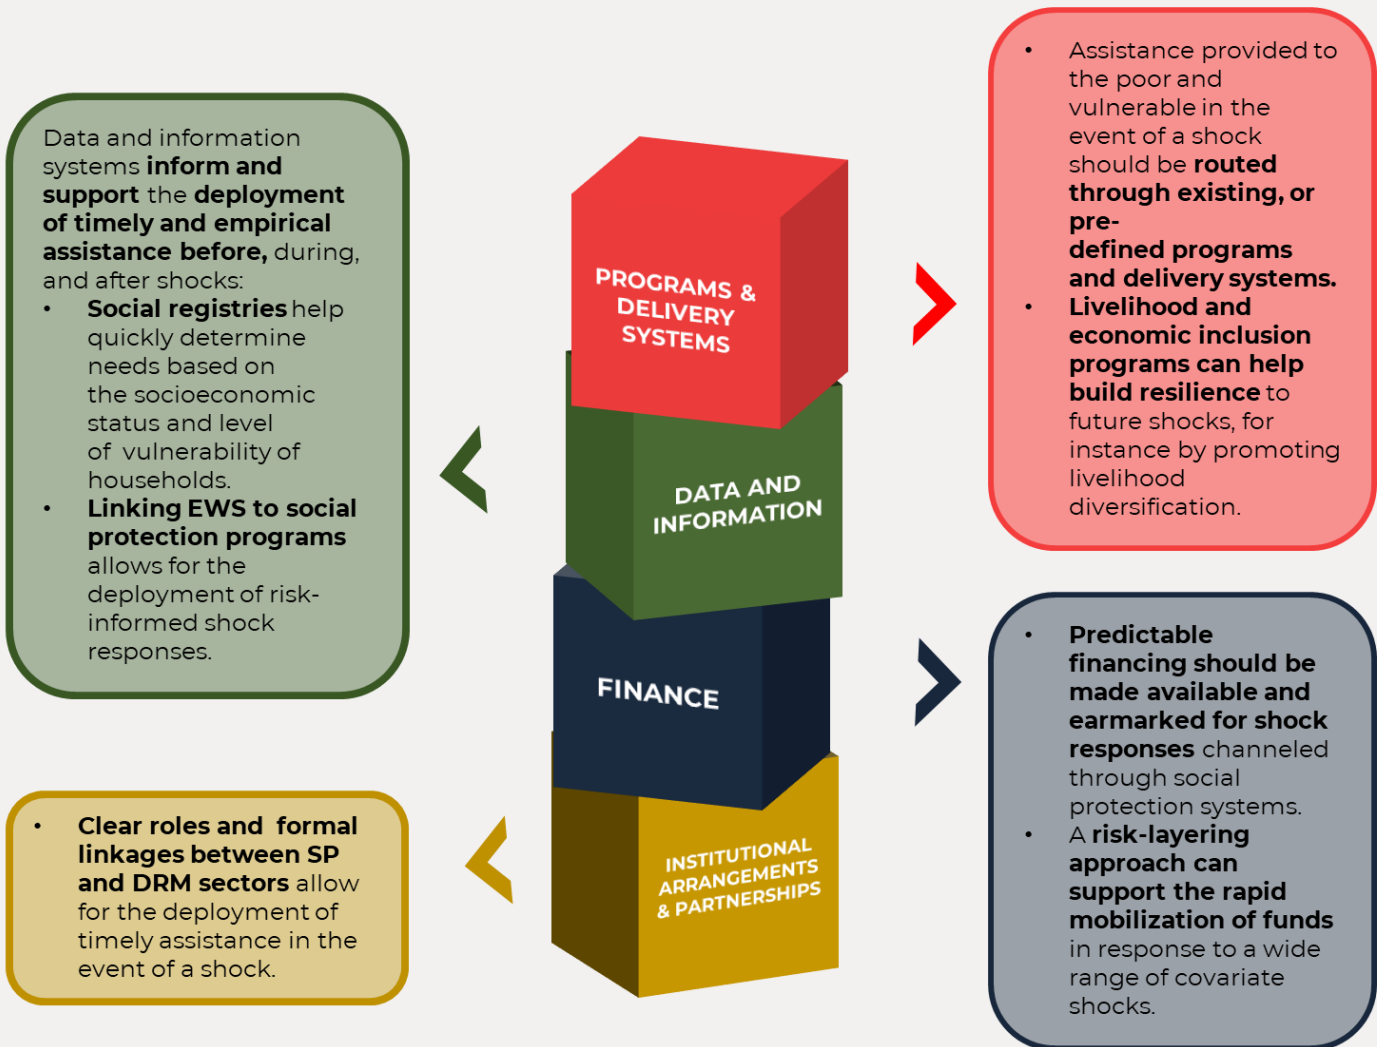 Data and information
systems inform and
support the deployment
of timely and empirical
assistance before, during,
and after shocks:
• Social registries help
quickly determine
needs based on
the socioeconomic
status and level
of vulnerability of
households.
• Linking EWS to social
protection programs
allows for the
deployment of risk-
informed shock
responses.
• Clear roles and formal
linkages between SP
and DRM sectors allow
for the deployment of
timely assistance in the
event of a shock.
PROGRAMS &
DELIVERY
SYSTEMS
DATA AND
INFORMATION
FINANCE
INSTITUTIONAL
ARRANGEMENTS
& PARTNERSHIPS
• Assistance provided to
the poor and
vulnerable in the
event of a shock
should be routed
through existing, or
pre-
defined programs
and delivery systems.
• Livelihood and
economic inclusion
programs can help
build resilience to
future shocks, for
instance by promoting
livelihood
diversification.
• Predictable
financing should be
made available and
earmarked for shock
responses channeled
through social
protection systems.
• A risk-layering
approach can
support the rapid
mobilization of funds
in response to a wide
range of covariate
shocks.